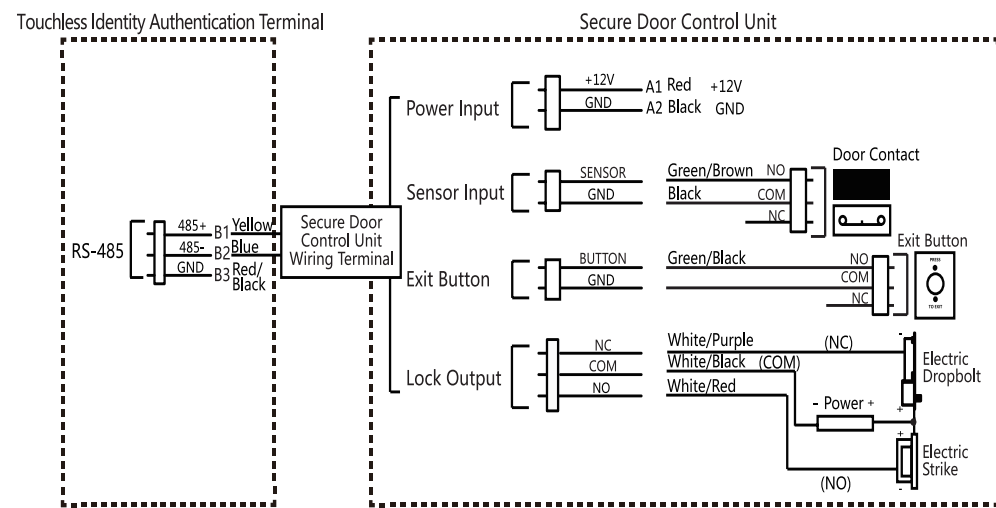 Touchless Identity Authentication Terminal
Secure Door Control Unit
RS-485
485+ B1 Yellow
485- B2 Blue
GND B3 Red/
Black
Secure Door
Control Unit
Wiring Terminal
Power Input
+12V A1 Red +12V
GND A2 Black GND
Sensor Input
SENSOR Green/Brown NO
GND Black COM
NC
Door Contact
Exit Button
BUTTON Green/Black NO
GND COM
NC
Exit Button
PRESS
TO EXIT
Lock Output
NC White/Purple (NC)
COM White/Black (COM)
NO White/Red
- Power +
(NO)
-
Electric
Dropbolt
+
+
Electric
Strike
-